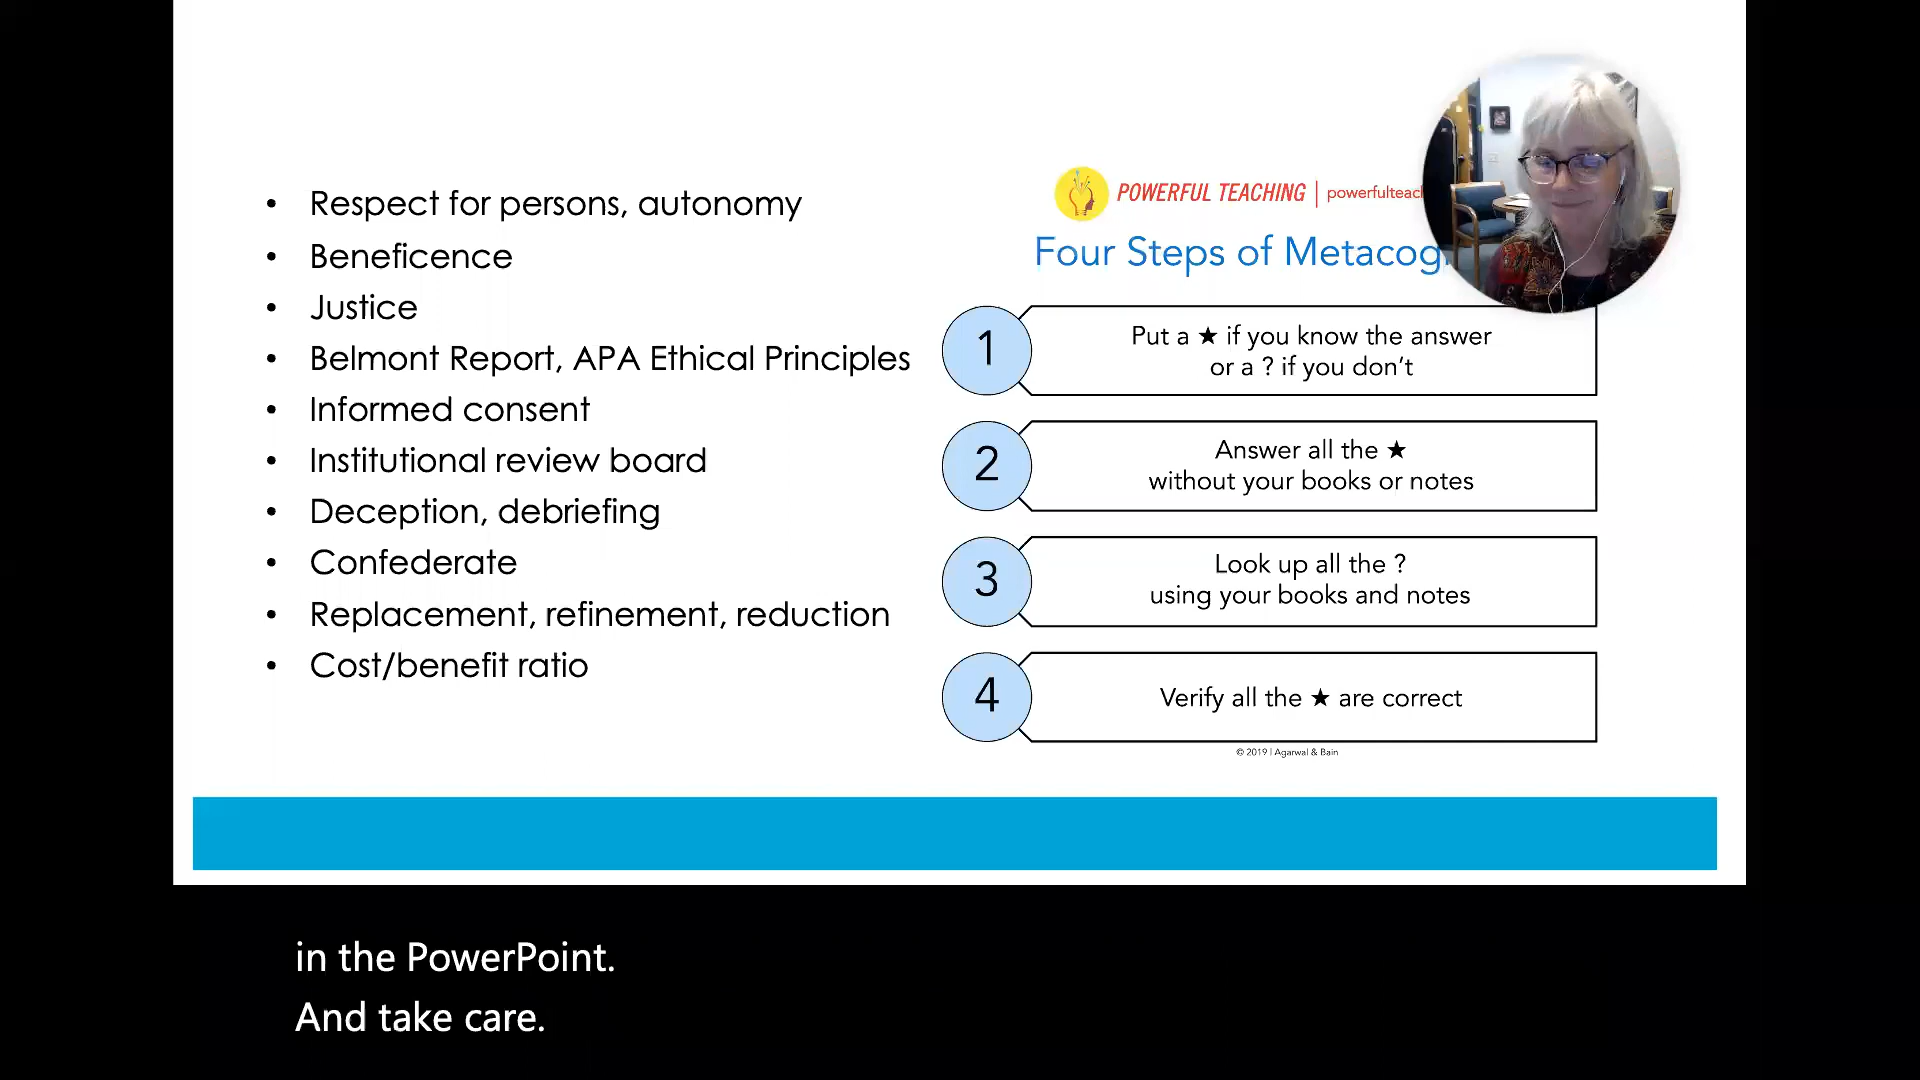 • Respect for persons, autonomy
• Beneficence
• Justice
• Belmont Report, APA Ethical Principles
• Informed consent
• Institutional review board
• Deception, debriefing
• Confederate
• Replacement, refinement, reduction
• Cost/benefit ratio
POWERFUL TEACHING |
Four Steps of
1
Put a ★ if you know the answer
or a ? if you don't
2
Answer all the ★
without your books or notes
3
Look up all the ?
using your books and notes
4
Verify all the ★ are correct
© 2019 | Agarwal & Bain
in the PowerPoint.
And take care.